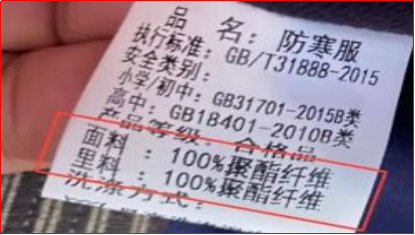 品 名：防寒服
执行标准：GB/T31888-2015
安全类别：
小学/初中：GB31701-2015B类
高中：GB18401-2010B类
产品等级：合格品
面料：100%聚酯纤维
里料：100%聚酯纤维
洗涤方式：